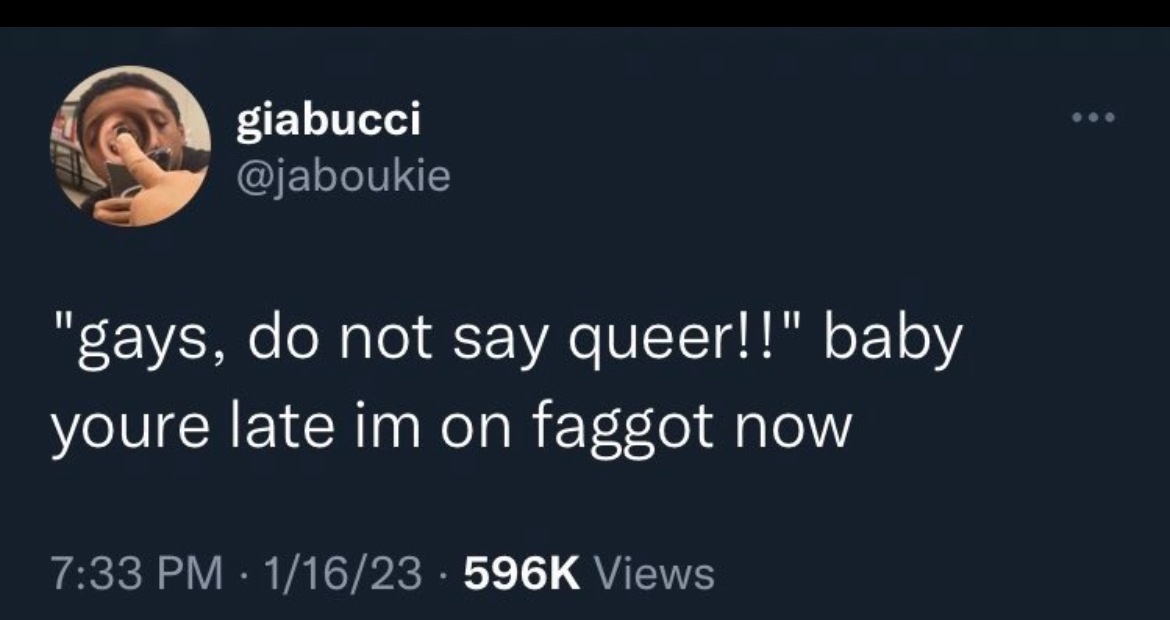 giabucci
@jaboukie
"gays, do not say queer!!" baby
youre late im on faggot now
7:33 PM · 1/16/23 · 596K Views